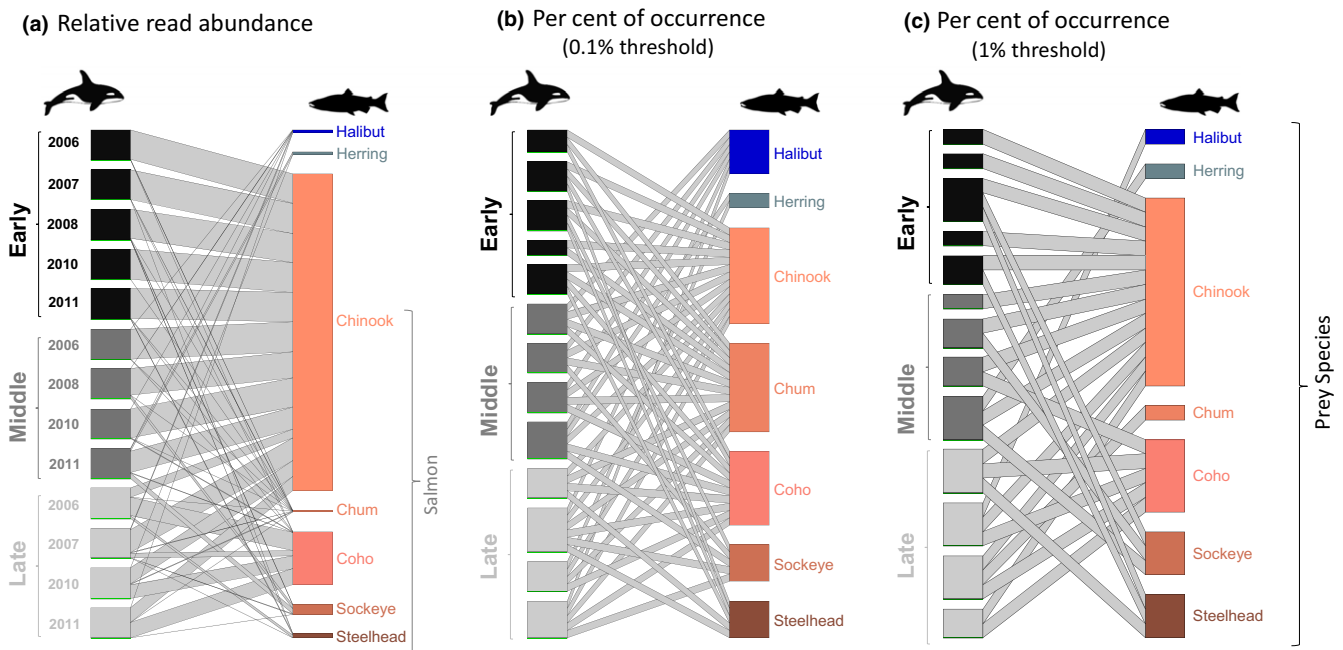 (a) Relative read abundance
Early
2006
2007
2008
2010
2011
Middle
2006
2008
2010
2011
Late
2006
2007
2010
2011
Halibut
Herring
Chinook
Chum
Coho
Sockeye
Steelhead
Salmon
(b) Per cent of occurrence
(0.1% threshold)
Early
Middle
Late
Halibut
Herring
Chinook
Chum
Coho
Sockeye
Steelhead
(c) Per cent of occurrence
(1% threshold)
Early
Middle
Late
Halibut
Herring
Chinook
Chum
Coho
Sockeye
Steelhead
Prey Species